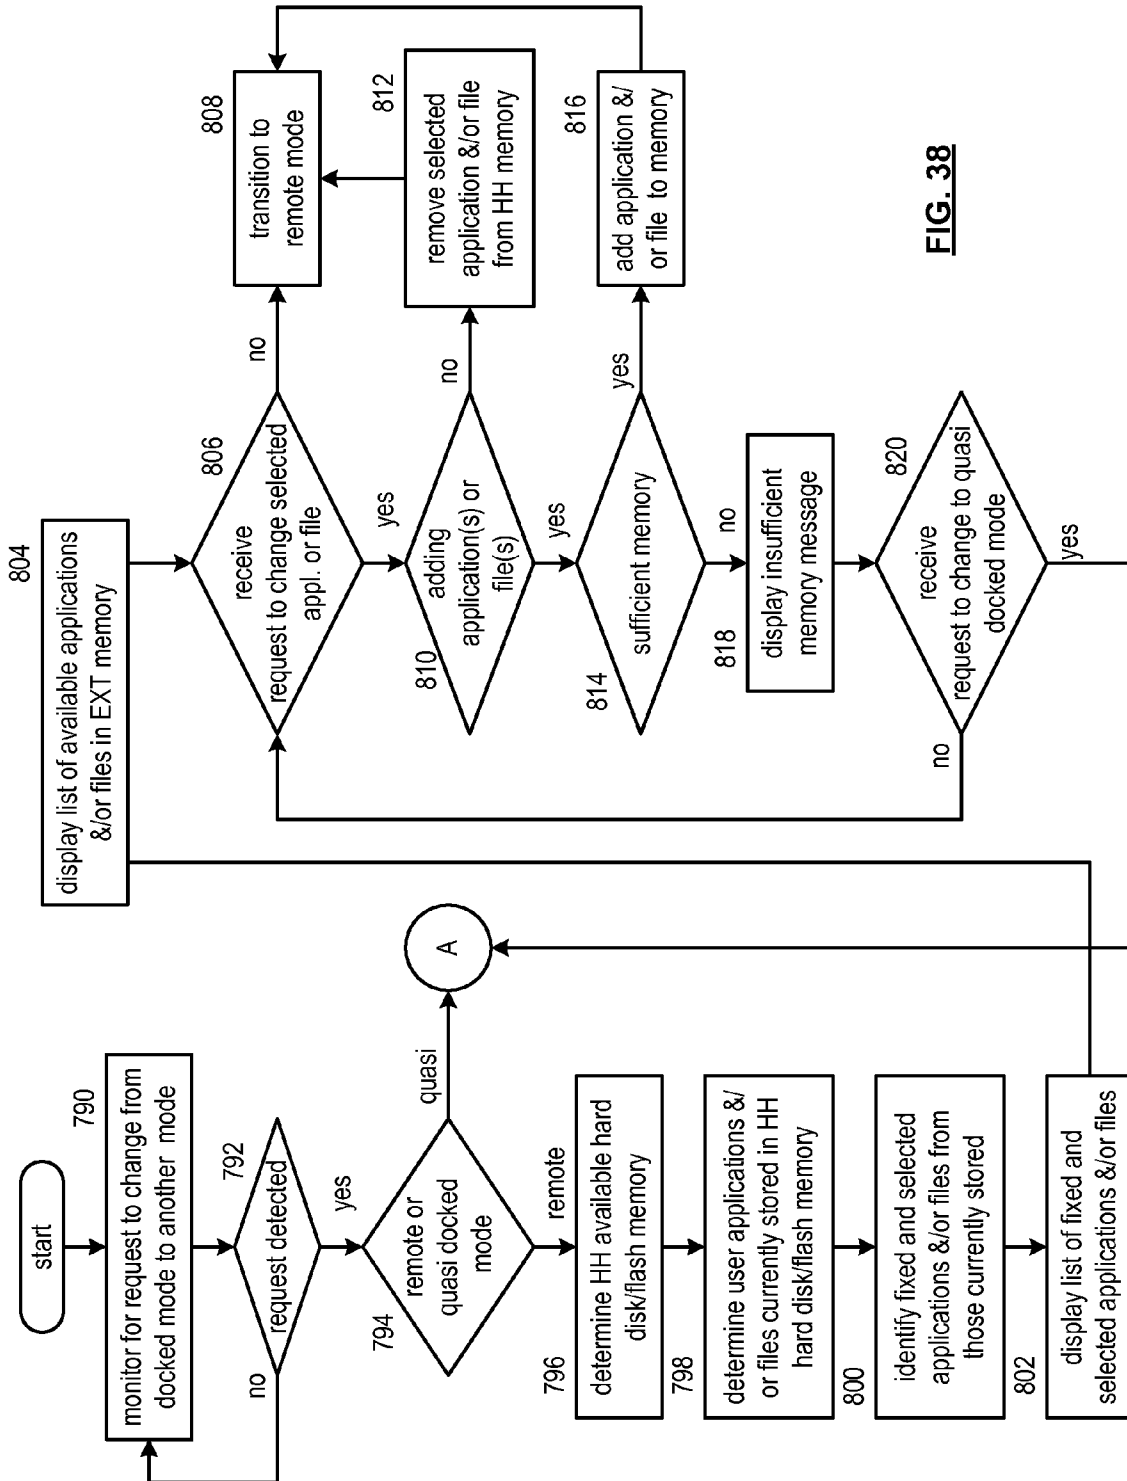 start
790
monitor for request to change from
docked mode to another mode
792
request detected
no
yes
794
remote or
quasi docked
mode
quasi
A
remote
796
determine HH available hard
disk/flash memory
798
determine user applications &/
or files currently stored in HH
hard disk/flash memory
800
identify fixed and selected
applications &/or files from
those currently stored
802
display list of fixed and
selected applications &/or files
804
display list of available applications
&/or files in EXT memory
806
receive
request to change selected
appl. or file
no
808
transition to
remote mode
yes
810
adding
application(s) or
file(s)
no
812
remove selected
application &/or file
from HH memory
yes
814
sufficient memory
yes
816
add application &/
or file to memory
no
818
display insufficient
memory message
820
receive
request to change to quasi
docked mode
no
yes
FIG. 38